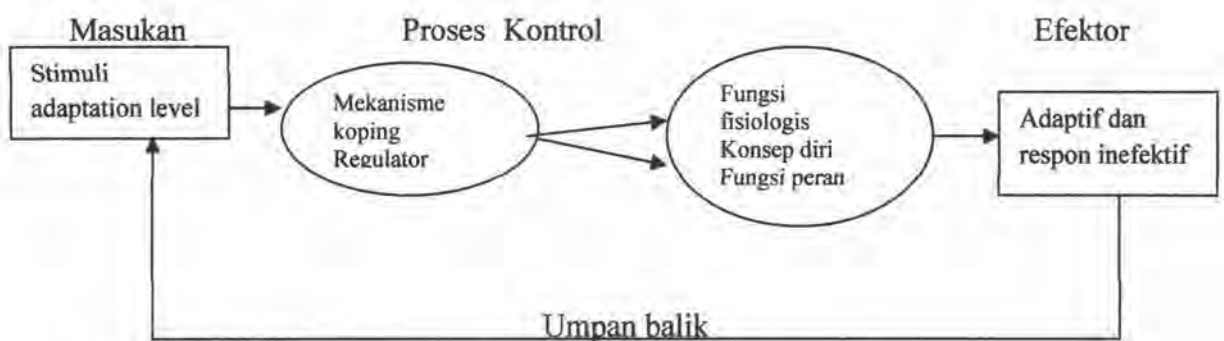 Masukan
Proses Kontrol
Efektor
Stimuli
adaptation level
Mekanisme
koping
Regulator
Fungsi
fisiologis
Konsep diri
Fungsi peran
Adaptif dan
respon inefektif
Umpan balik